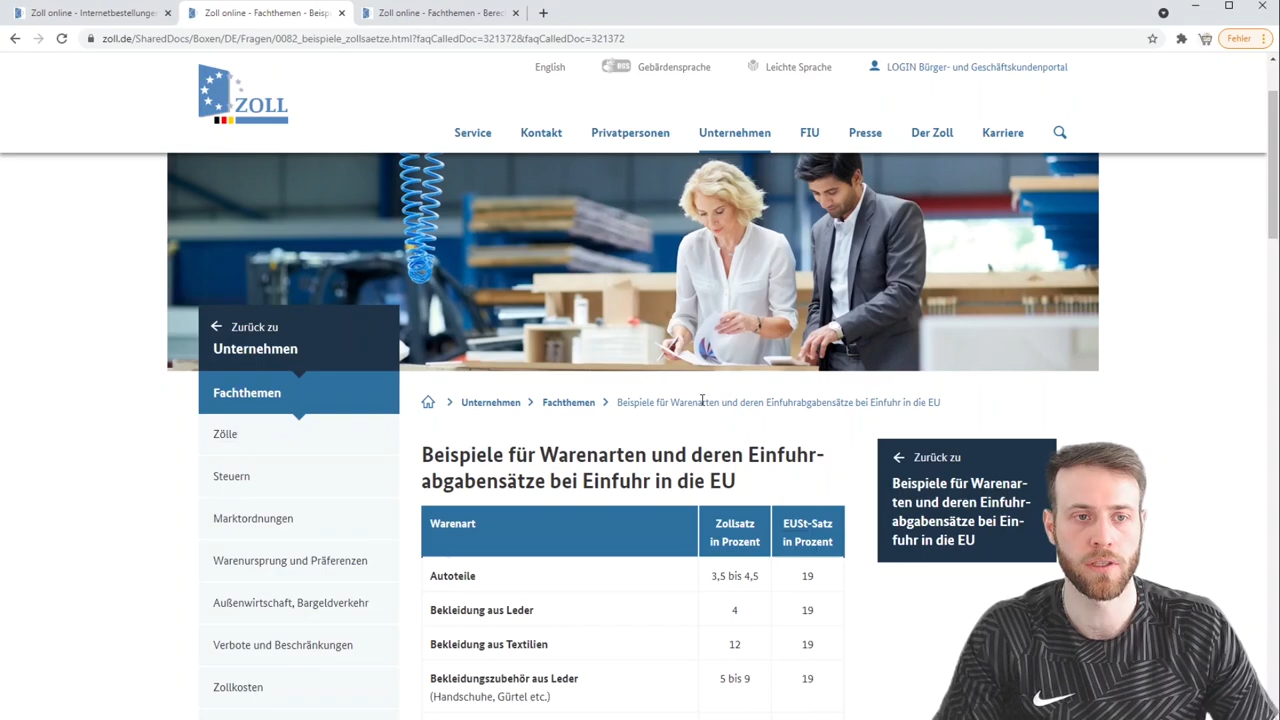 Zoll online - Internetbestellunge
Zoll online - Fachthemen - Beisp
Zoll online - Fachthemen - Bere
zoll.de/SharedDocs/Boxen/DE/Fragen/0082_beispiele_zollsaetze.html?faqCalledDoc=321372&faqCalledDoc=321372
Fehler
English
DGS
Gebärdensprache
Leichte Sprache
LOGIN Bürger- und Geschäftskundenportal
ZOLL
Service
Kontakt
Privatpersonen
Unternehmen
FIU
Presse
Der Zoll
Karriere
Zurück zu
Unternehmen
Fachthemen
Zölle
Steuern
Marktordnungen
Warenursprung und Präferenzen
Außenwirtschaft, Bargeldverkehr
Verbote und Beschränkungen
Zollkosten
Unternehmen
Fachthemen
Beispiele für Warenarten und deren Einfuhrabgabensätze bei Einfuhr in die EU
Beispiele für Warenarten und deren Einfuhr-
abgabensätze bei Einfuhr in die EU
Warenart
Zollsatz
in Prozent
EUSt-Satz
in Prozent
Autoteile
3,5 bis 4,5
19
Bekleidung aus Leder
4
19
Bekleidung aus Textilien
12
19
Bekleidungszubehör aus Leder
(Handschuhe, Gürtel etc.)
5 bis 9
19
Zurück zu
Beispiele für Warenar-
ten und deren Einfuhr-
abgabensätze bei Ein-
fuhr in die EU